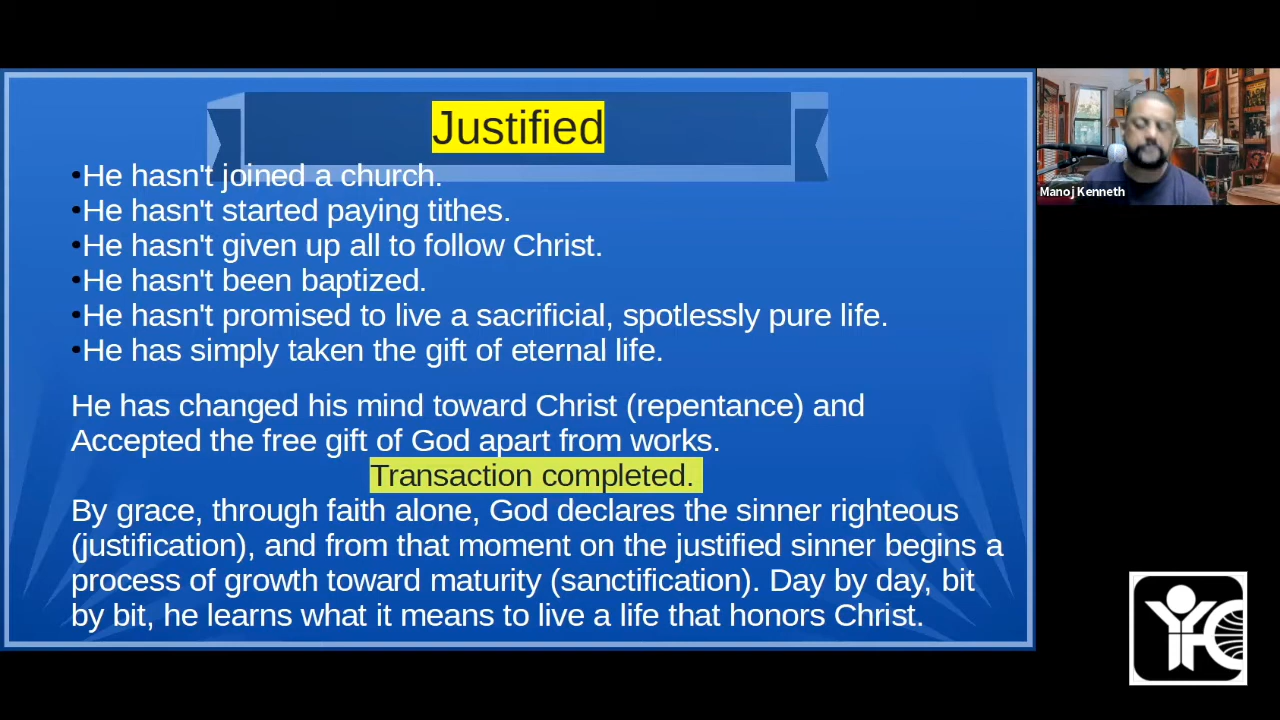 Justified
•He hasn't joined a church.
•He hasn't started paying tithes.
•He hasn't given up all to follow Christ.
•He hasn't been baptized.
•He hasn't promised to live a sacrificial, spotlessly pure life.
•He has simply taken the gift of eternal life.
He has changed his mind toward Christ (repentance) and
Accepted the free gift of God apart from works.
Transaction completed.
By grace, through faith alone, God declares the sinner righteous
(justification), and from that moment on the justified sinner begins a
process of growth toward maturity (sanctification). Day by day, bit
by bit, he learns what it means to live a life that honors Christ.
Manoj Kenneth
YFC